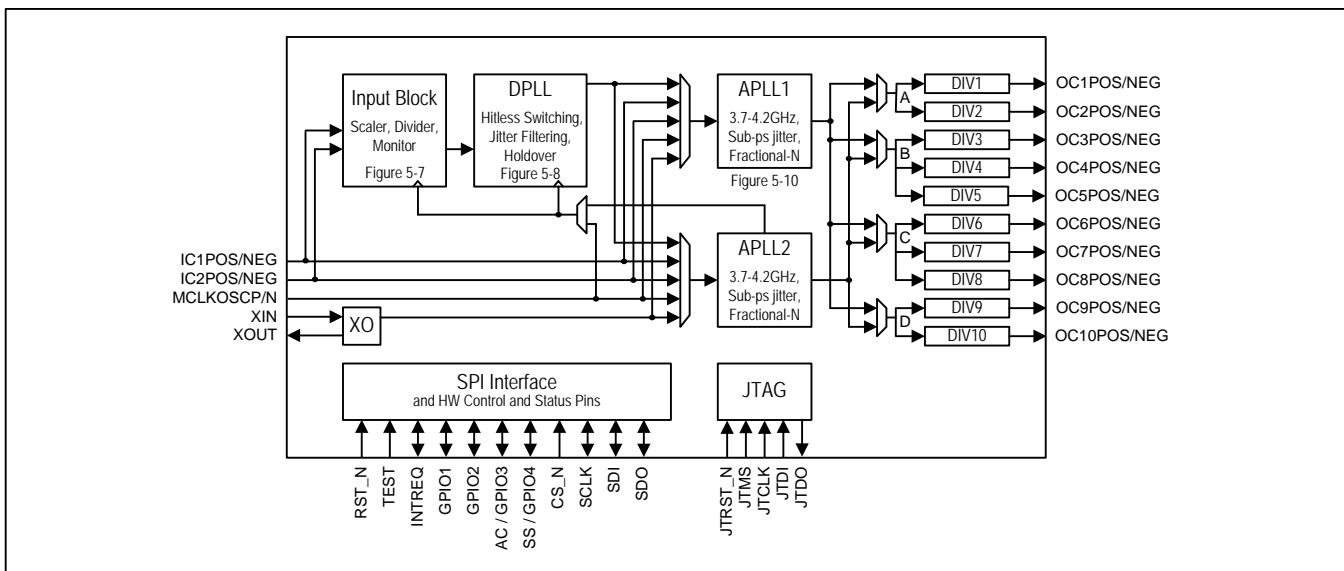 Input Block
Scaler, Divider,
Monitor
Figure 5-7
DPLL
Hitless Switching,
Jitter Filtering,
Holdover
Figure 5-8
APLL1
3.7-4.2GHz,
Sub-ps jitter,
Fractional-N
Figure 5-10
APLL2
3.7-4.2GHz,
Sub-ps jitter,
Fractional-N
A
B
C
D
DIV1
DIV2
DIV3
DIV4
DIV5
DIV6
DIV7
DIV8
DIV9
DIV10
OC1POS/NEG
OC2POS/NEG
OC3POS/NEG
OC4POS/NEG
OC5POS/NEG
OC6POS/NEG
OC7POS/NEG
OC8POS/NEG
OC9POS/NEG
OC10POS/NEG
IC1POS/NEG
IC2POS/NEG
MCLKOSCP/N
XIN
XOUT
XO
SPI Interface
and HW Control and Status Pins
JTAG
RST_N
TEST
INTREQ
GPIO1
GPIO2
AC / GPIO3
SS / GPIO4
CS_N
SCLK
SDI
SDO
JTRST_N
JTMS
JTCLK
JTDI
JTDO